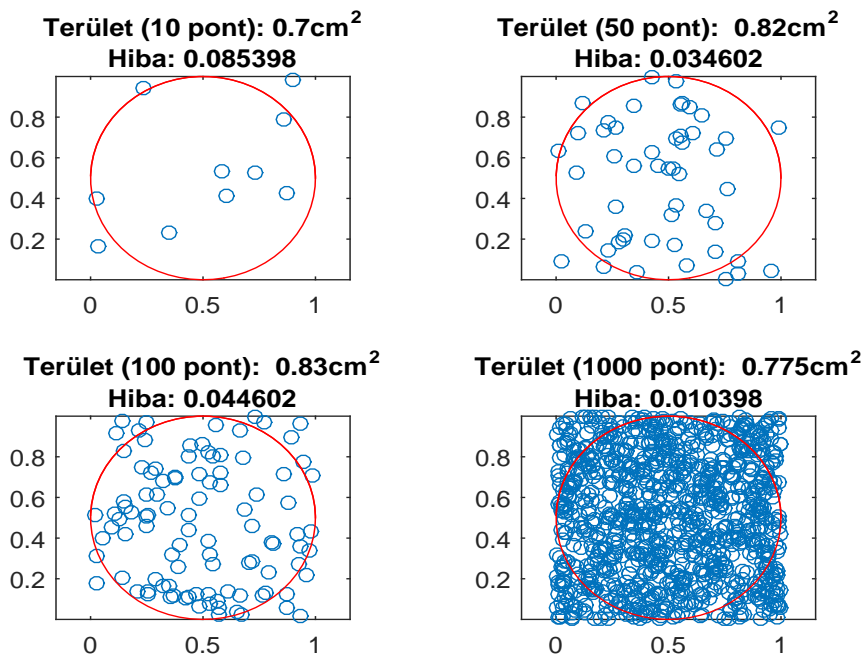 Terület (10 pont): 0.7cm²
Hiba: 0.085398
0.8
0.6
0.4
0.2
0 0.5 1
Terület (50 pont): 0.82cm²
Hiba: 0.034602
0.8
0.6
0.4
0.2
0 0.5 1
Terület (100 pont): 0.83cm²
Hiba: 0.044602
0.8
0.6
0.4
0.2
0 0.5 1
Terület (1000 pont): 0.775cm²
Hiba: 0.010398
0.8
0.6
0.4
0.2
0 0.5 1